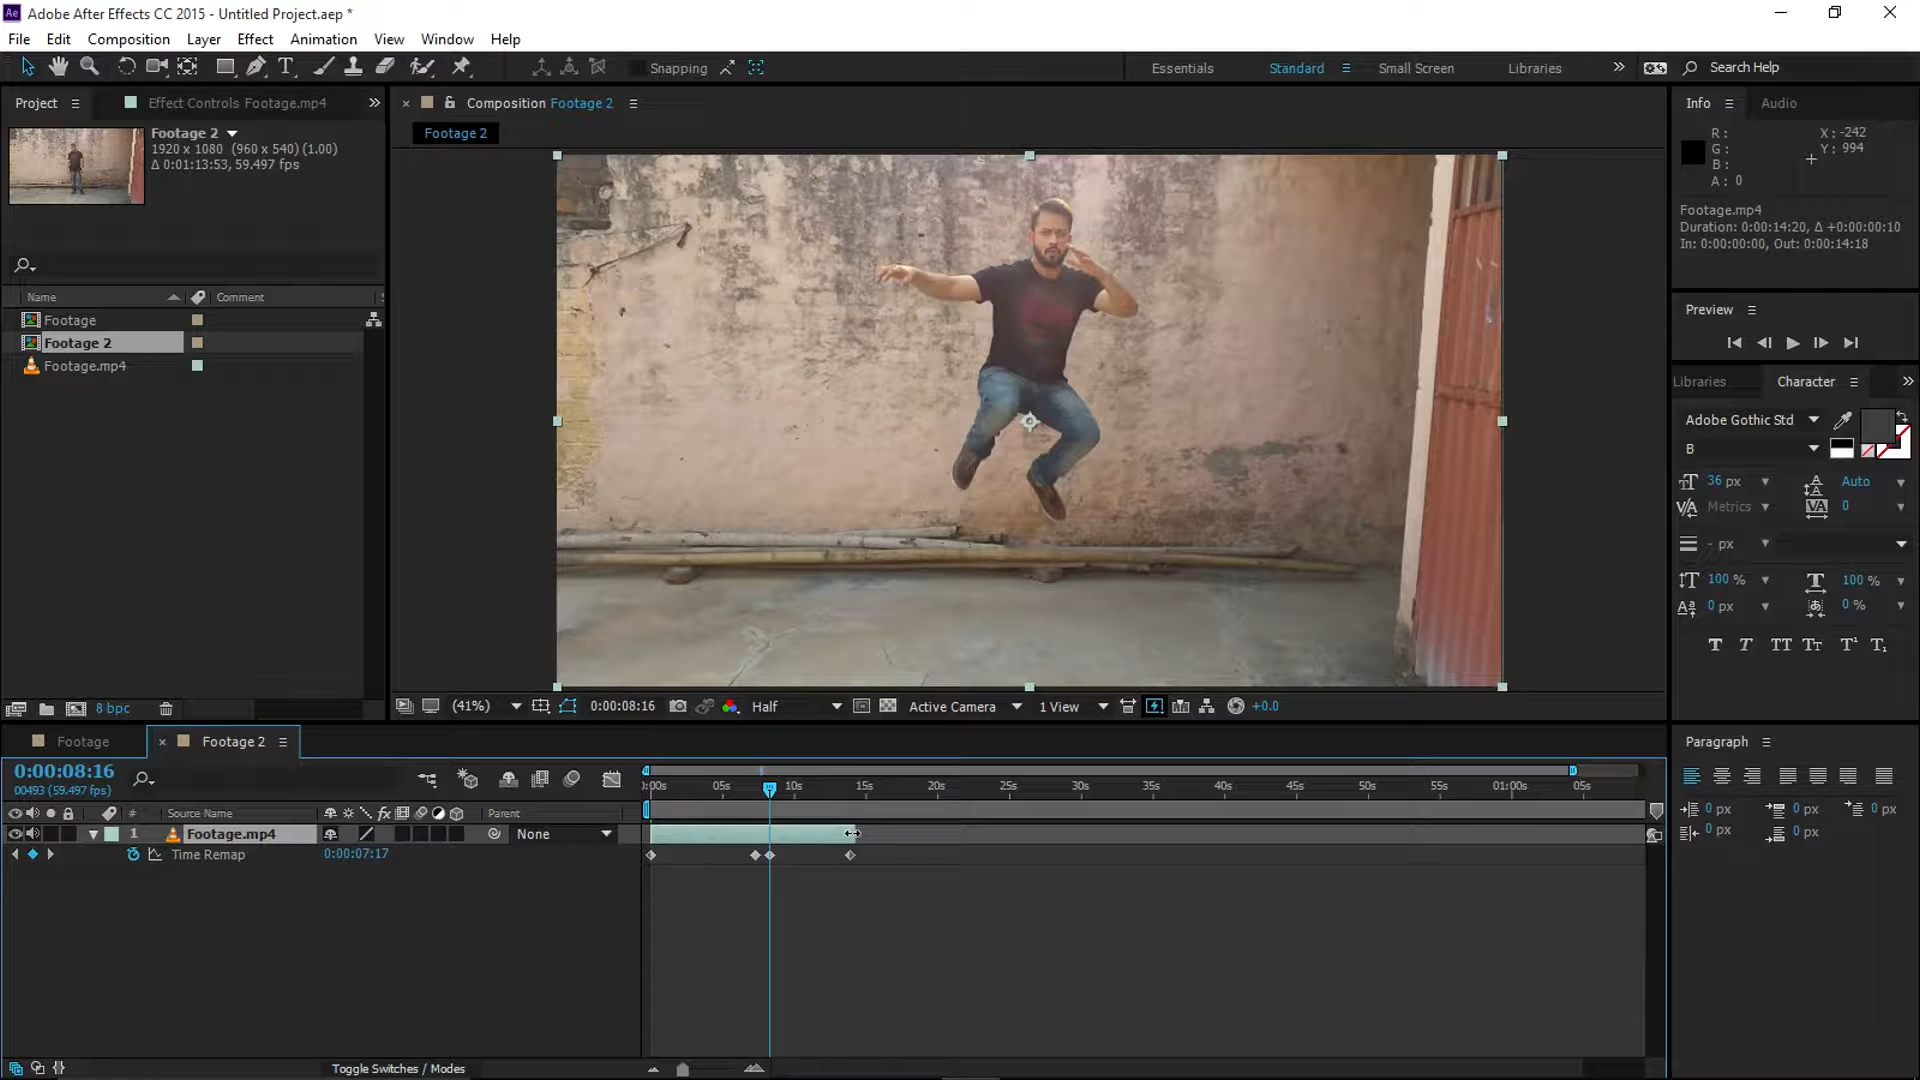 Adobe After Effects CC 2015 - Untitled Project.aep *
File Edit Composition Layer Effect Animation View Window Help
Snapping
Essentials Standard Small Screen Libraries Search Help
Project Effect Controls Footage.mp4
Composition Footage 2
Footage 2
Footage 2
1920 x 1080 (960 x 540) (1.00)
Δ 0:01:13:53, 59.497 fps
Name Comment
Footage
Footage 2
Footage.mp4
8 bpc
(41%) 0:00:08:16 Half Active Camera 1 View +0.0
Info Audio
R :
G :
B :
A : 0
X : -242
Y : 994
Footage.mp4
Duration: 0:00:14:20, Δ +0:00:00:10
In: 0:00:00:00, Out: 0:00:14:18
Preview
Libraries Character
Adobe Gothic Std
B
36 px Auto
Metrics 0
- px
100 % 100 %
0 px 0 %
T T TT Tт T¹ T₁
Paragraph
0 px 0 px 0 px
0 px 0 px
Footage Footage 2
0:00:08:16
00493 (59.497 fps)
# Source Name Parent
1 Footage.mp4 None
Time Remap 0:00:07:17
:00s 05s 10s 15s 20s 25s 30s 35s 40s 45s 50s 55s 01:00s 05s
Toggle Switches / Modes